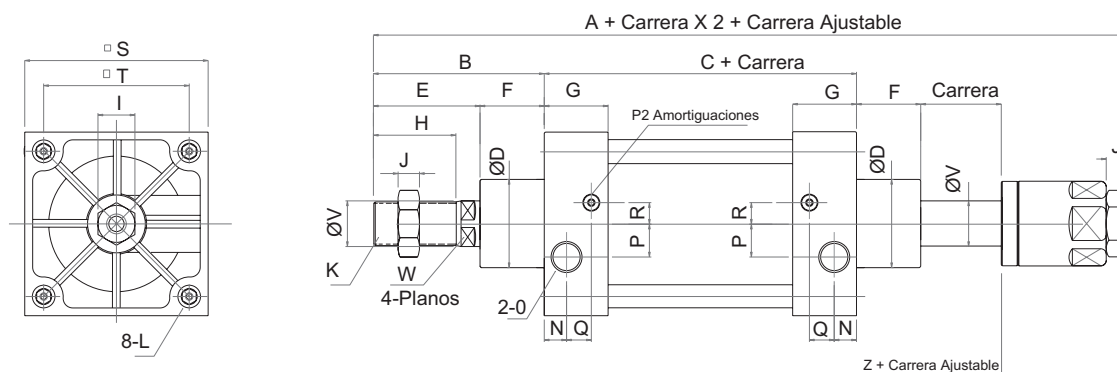 A + Carrera X 2 + Carrera Ajustable
□ S
□ T
I
B
C + Carrera
E
F
G
G
F
Carrera
H
P2 Amortiguaciones
J
J
ØD
ØD
ØV
ØV
R
R
P
P
K
W
4-Planos
2-0
8-L
N
Q
Q
N
Z + Carrera Ajustable